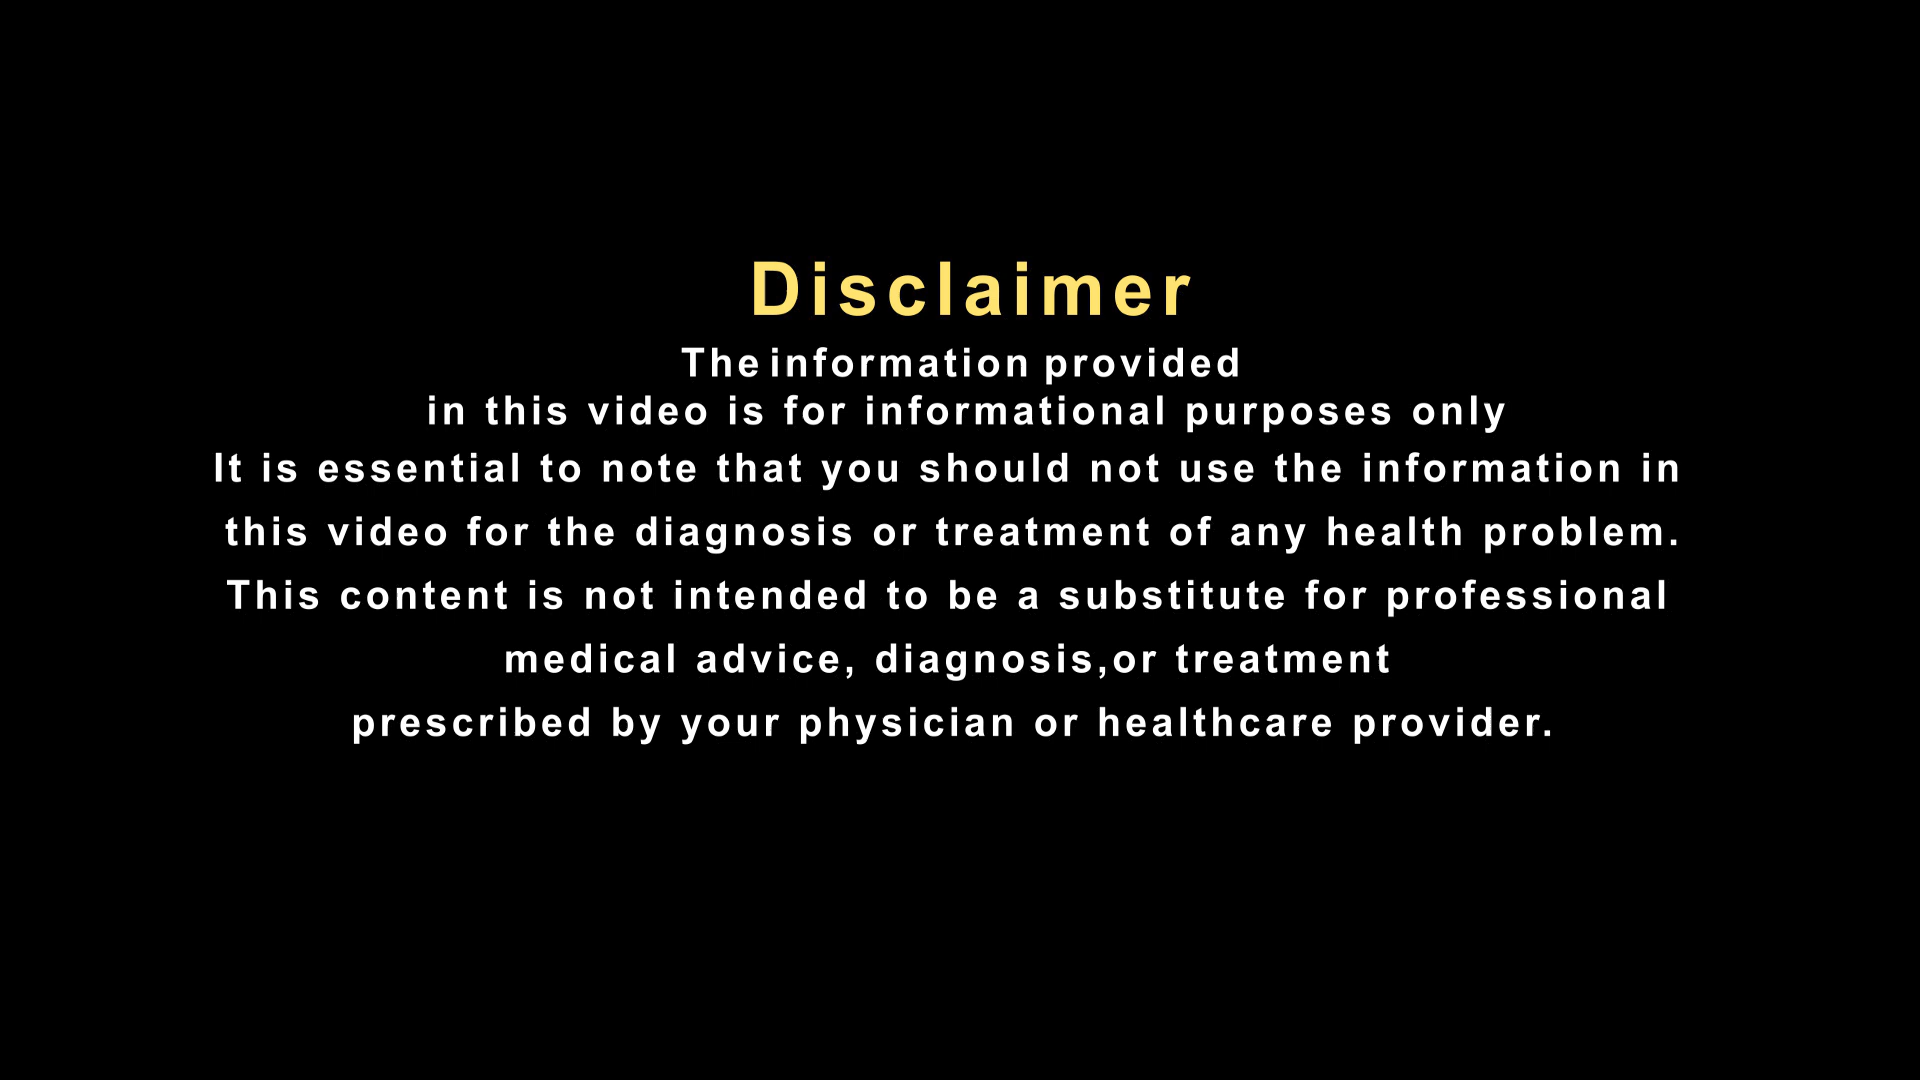 Disclaimer
The information provided
in this video is for informational purposes only
It is essential to note that you should not use the information in
this video for the diagnosis or treatment of any health problem.
This content is not intended to be a substitute for professional
medical advice, diagnosis,or treatment
prescribed by your physician or healthcare provider.